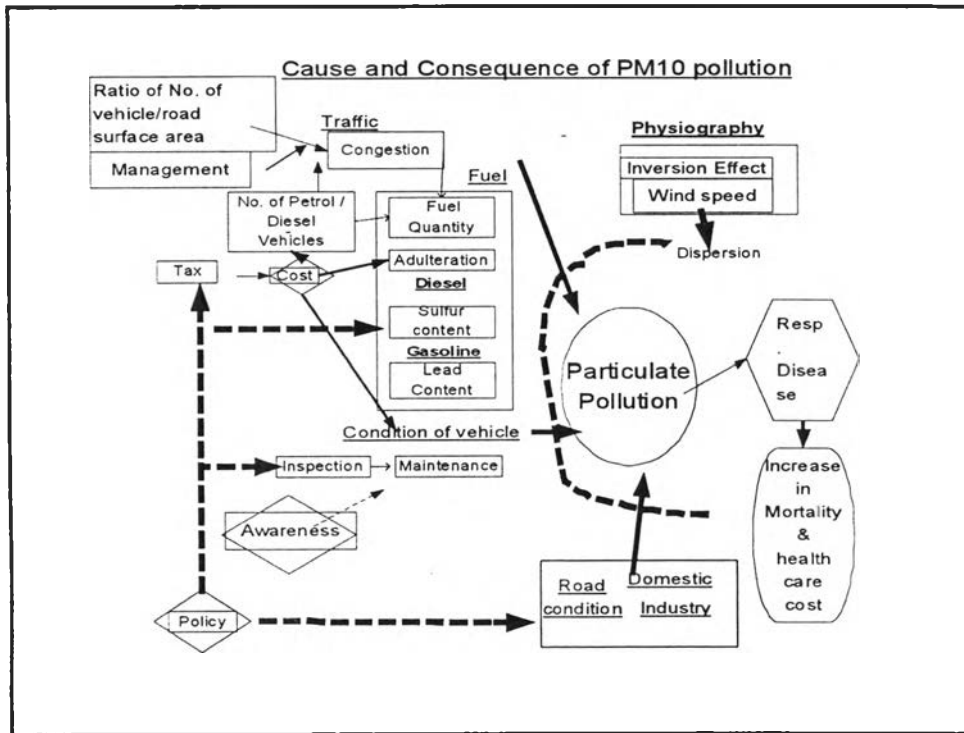 Cause and Consequence of PM10 pollution
Ratio of No. of
vehicle/road
surface area
Management
Traffic
Congestion
No. of Petrol /
Diesel
Vehicles
Fuel
Fuel
Quantity
Adulteration
Diesel
Sulfur
content
Gasoline
Lead
Content
Tax
Cost
Physiography
Inversion Effect
Wind speed
Dispersion
Particulate
Pollution
Resp
Disea
se
Condition of vehicle
Inspection
Maintenance
Awareness
Increase
in
Mortality
&
health
care
cost
Policy
Road
condition
Domestic
Industry